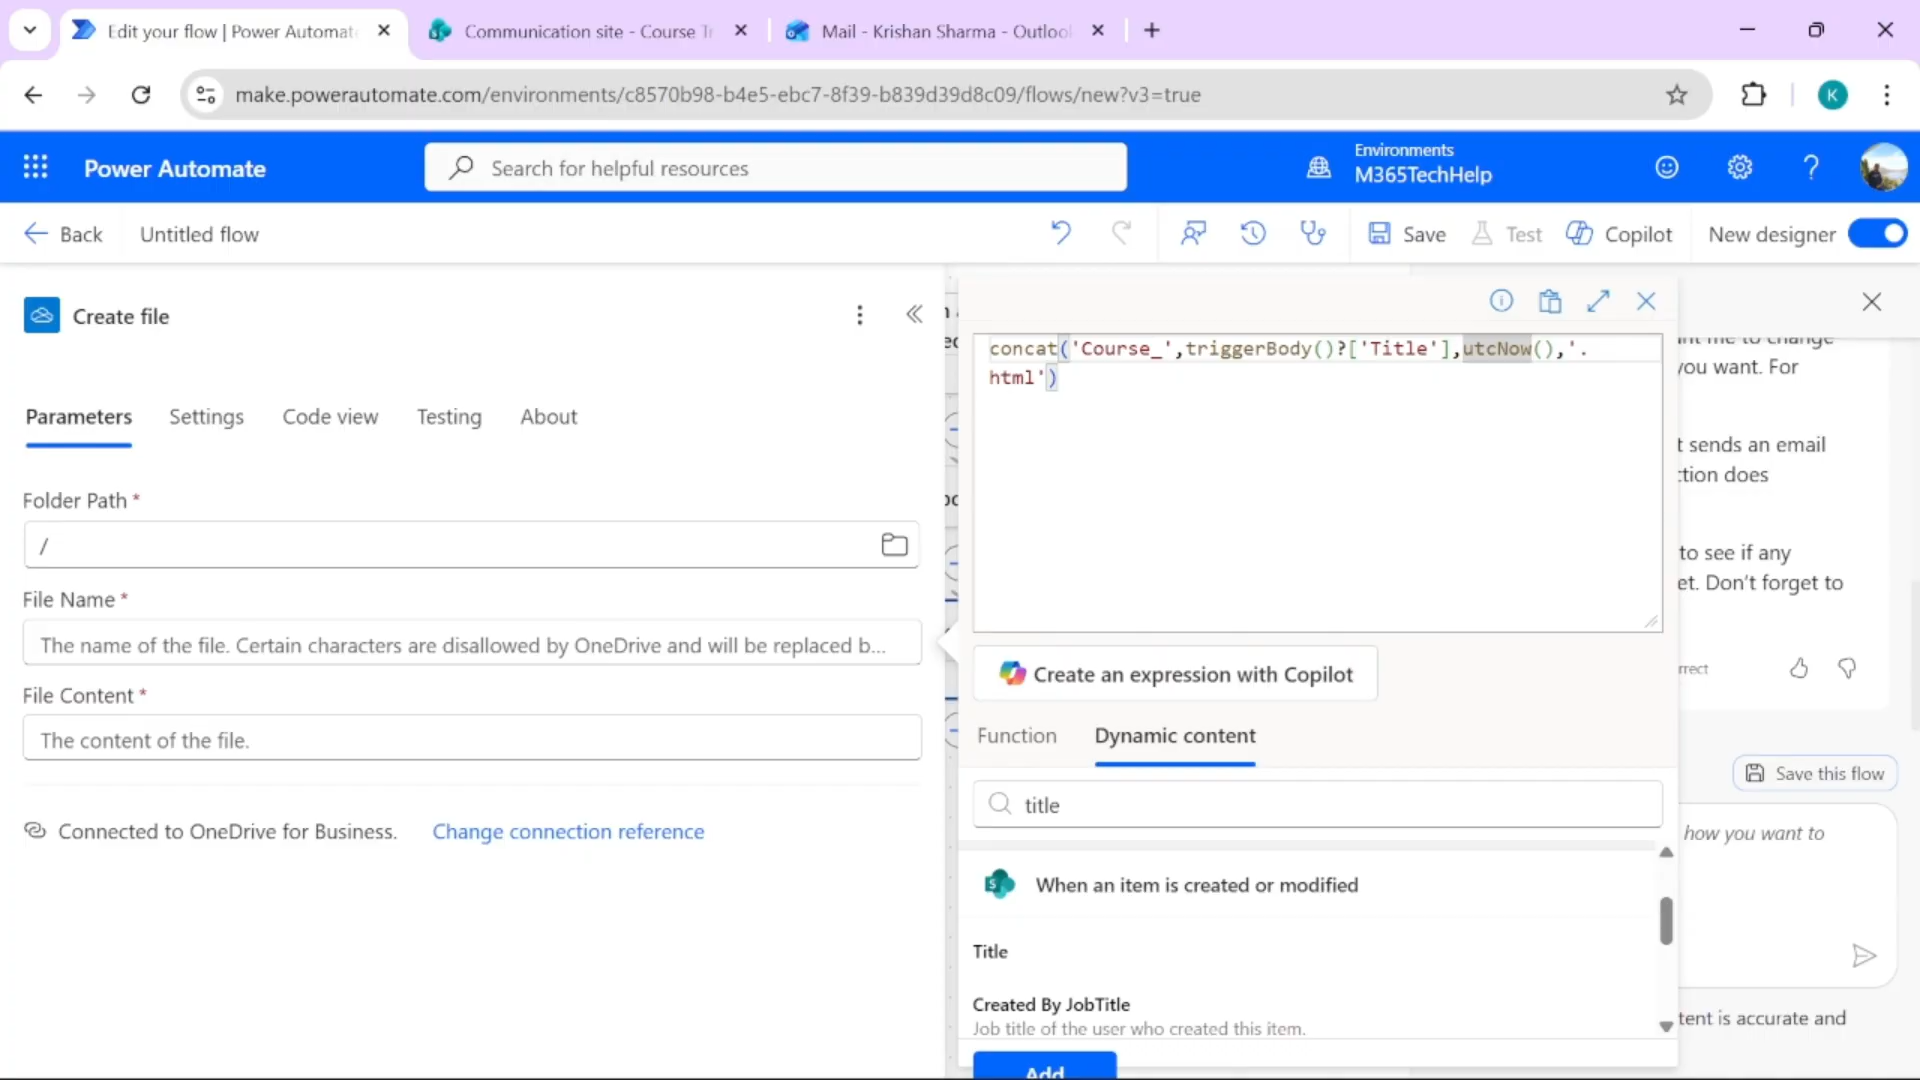 Edit your flow | Power Automate
Communication site - Course Tr
Mail - Krishan Sharma - Outlool
make.powerautomate.com/environments/c8570b98-b4e5-ebc7-8f39-b839d39d8c09/flows/new?v3=true
K
Power Automate
Search for helpful resources
Environments
M365TechHelp
Back
Untitled flow
Save
Test
Copilot
New designer
Create file
Parameters
Settings
Code view
Testing
About
Folder Path *
/
File Name *
The name of the file. Certain characters are disallowed by OneDrive and will be replaced b...
File Content *
The content of the file.
Connected to OneDrive for Business.
Change connection reference
concat('Course_',triggerBody()?['Title'],utcNow(),'.
html')
Create an expression with Copilot
Function
Dynamic content
title
When an item is created or modified
Title
Created By JobTitle
Job title of the user who created this item.
Add
me to change
you want. For
t sends an email
ction does
to see if any
et. Don't forget to
rrect
Save this flow
how you want to
tent is accurate and